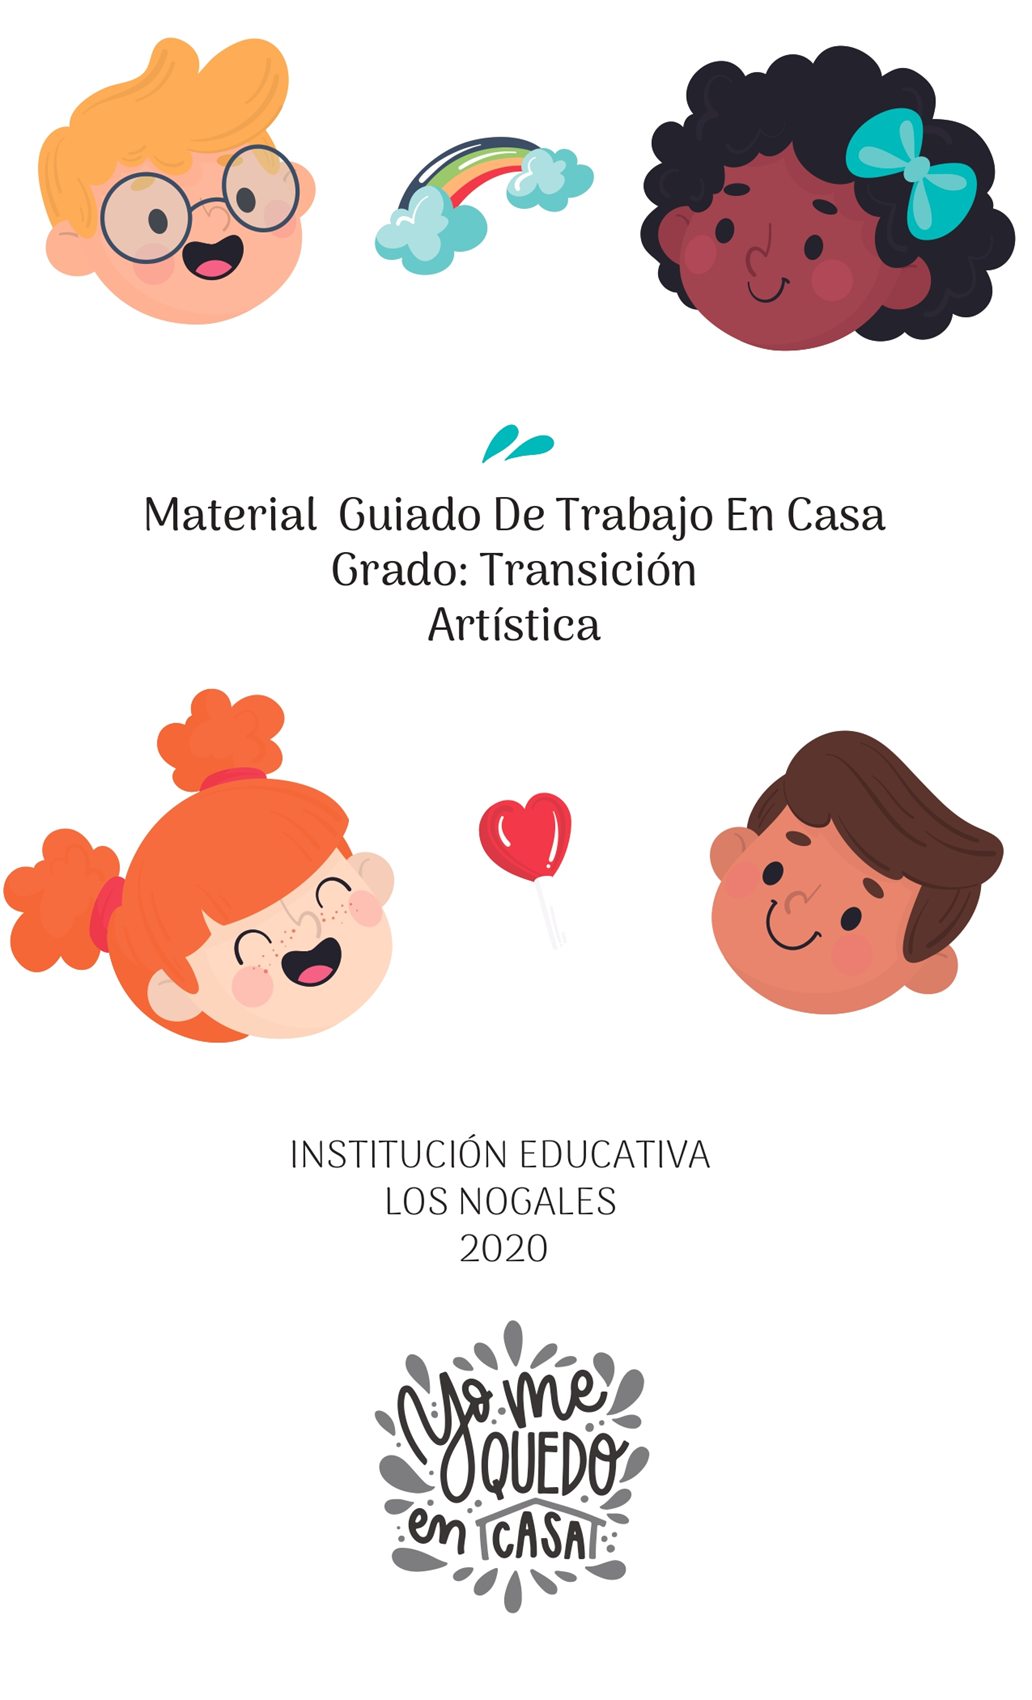 Material  Guiado De Trabajo En Casa
Grado: Transición
Artística
INSTITUCIÓN EDUCATIVA
LOS NOGALES
2020
Yo me
QUEDO
en CASA